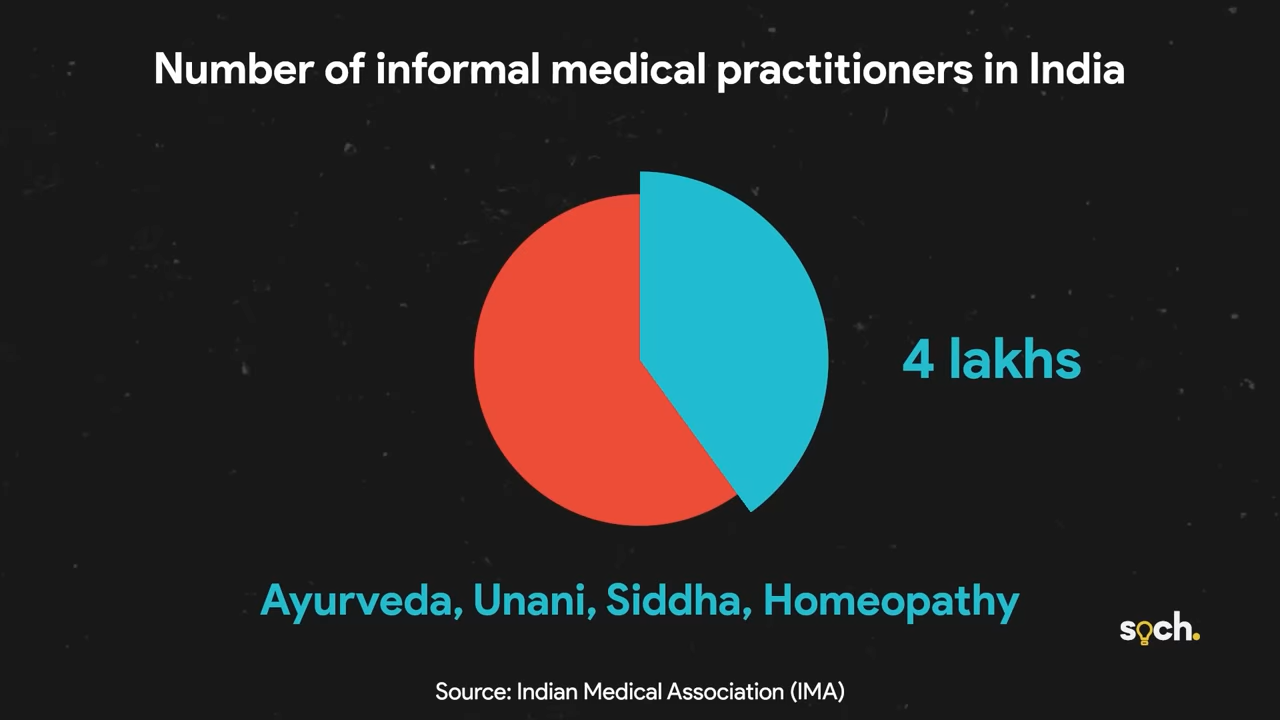 Number of informal medical practitioners in India
4 lakhs
Ayurveda, Unani, Siddha, Homeopathy
soch.
Source: Indian Medical Association (IMA)